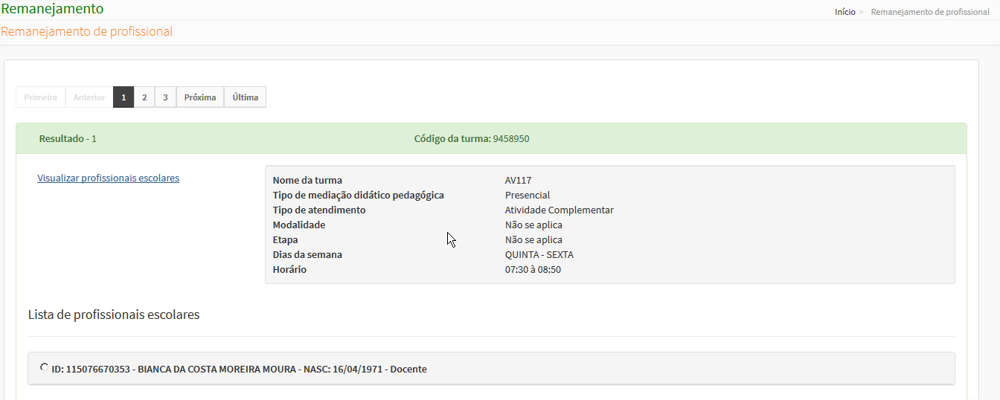 Remanejamento
Início > Remanejamento de profissional
Remanejamento de profissional
Primeira Anterior 1 2 3 Próxima Última
Resultado - 1 Código da turma: 9458950
Visualizar profissionais escolares
Nome da turma AV117
Tipo de mediação didático pedagógica Presencial
Tipo de atendimento Atividade Complementar
Modalidade Não se aplica
Etapa Não se aplica
Dias da semana QUINTA - SEXTA
Horário 07:30 à 08:50
Lista de profissionais escolares
ID: 115076670353 - BIANCA DA COSTA MOREIRA MOURA - NASC: 16/04/1971 - Docente